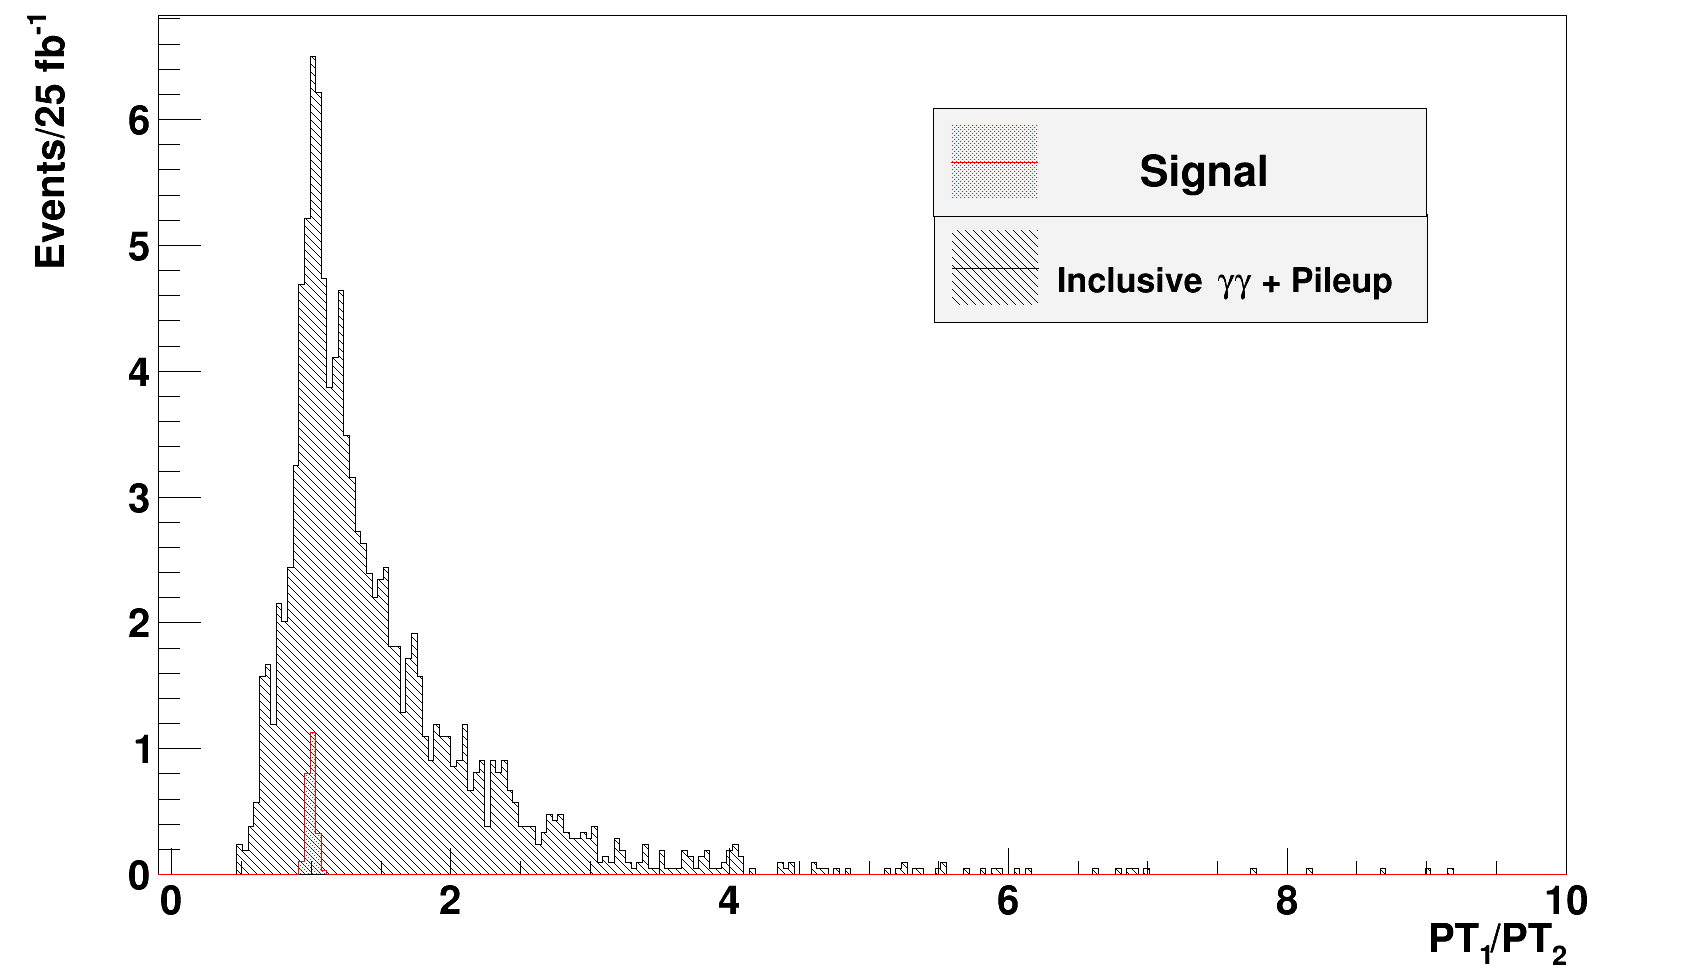 Events/25 fb⁻¹
6
5
4
3
2
1
0
Signal
Inclusive γγ + Pileup
0 2 4 6 8 10
PT₁/PT₂